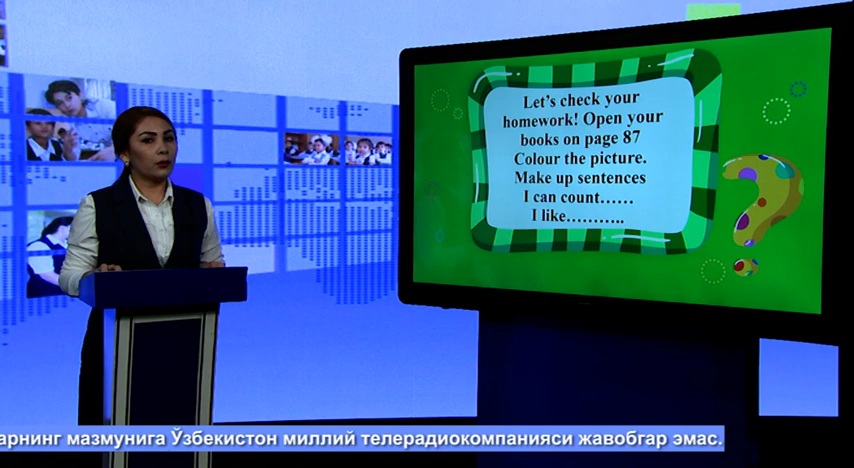 Let's check your
homework! Open your
books on page 87
Colour the picture.
Make up sentences
I can count……
I like………..
мазмунига Ўзбекистон миллий телерадиокомпанияси жавобгар эмас.